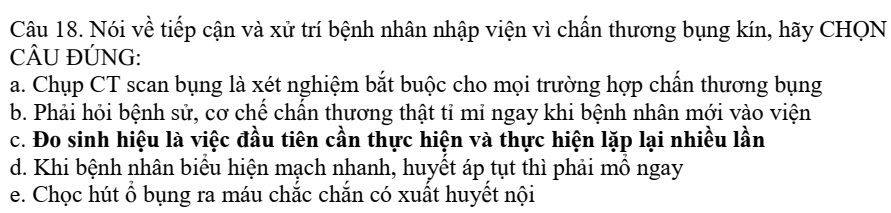 Câu 18. Nói về tiếp cận và xử trí bệnh nhân nhập viện vì chấn thương bụng kín, hãy CHỌN
CÂU ĐÚNG:
a. Chụp CT scan bụng là xét nghiệm bắt buộc cho mọi trường hợp chấn thương bụng
b. Phải hỏi bệnh sử, cơ chế chấn thương thật tỉ mỉ ngay khi bệnh nhân mới vào viện
c. Đo sinh hiệu là việc đầu tiên cần thực hiện và thực hiện lặp lại nhiều lần
d. Khi bệnh nhân biểu hiện mạch nhanh, huyết áp tụt thì phải mổ ngay
e. Chọc hút ổ bụng ra máu chắc chắn có xuất huyết nội